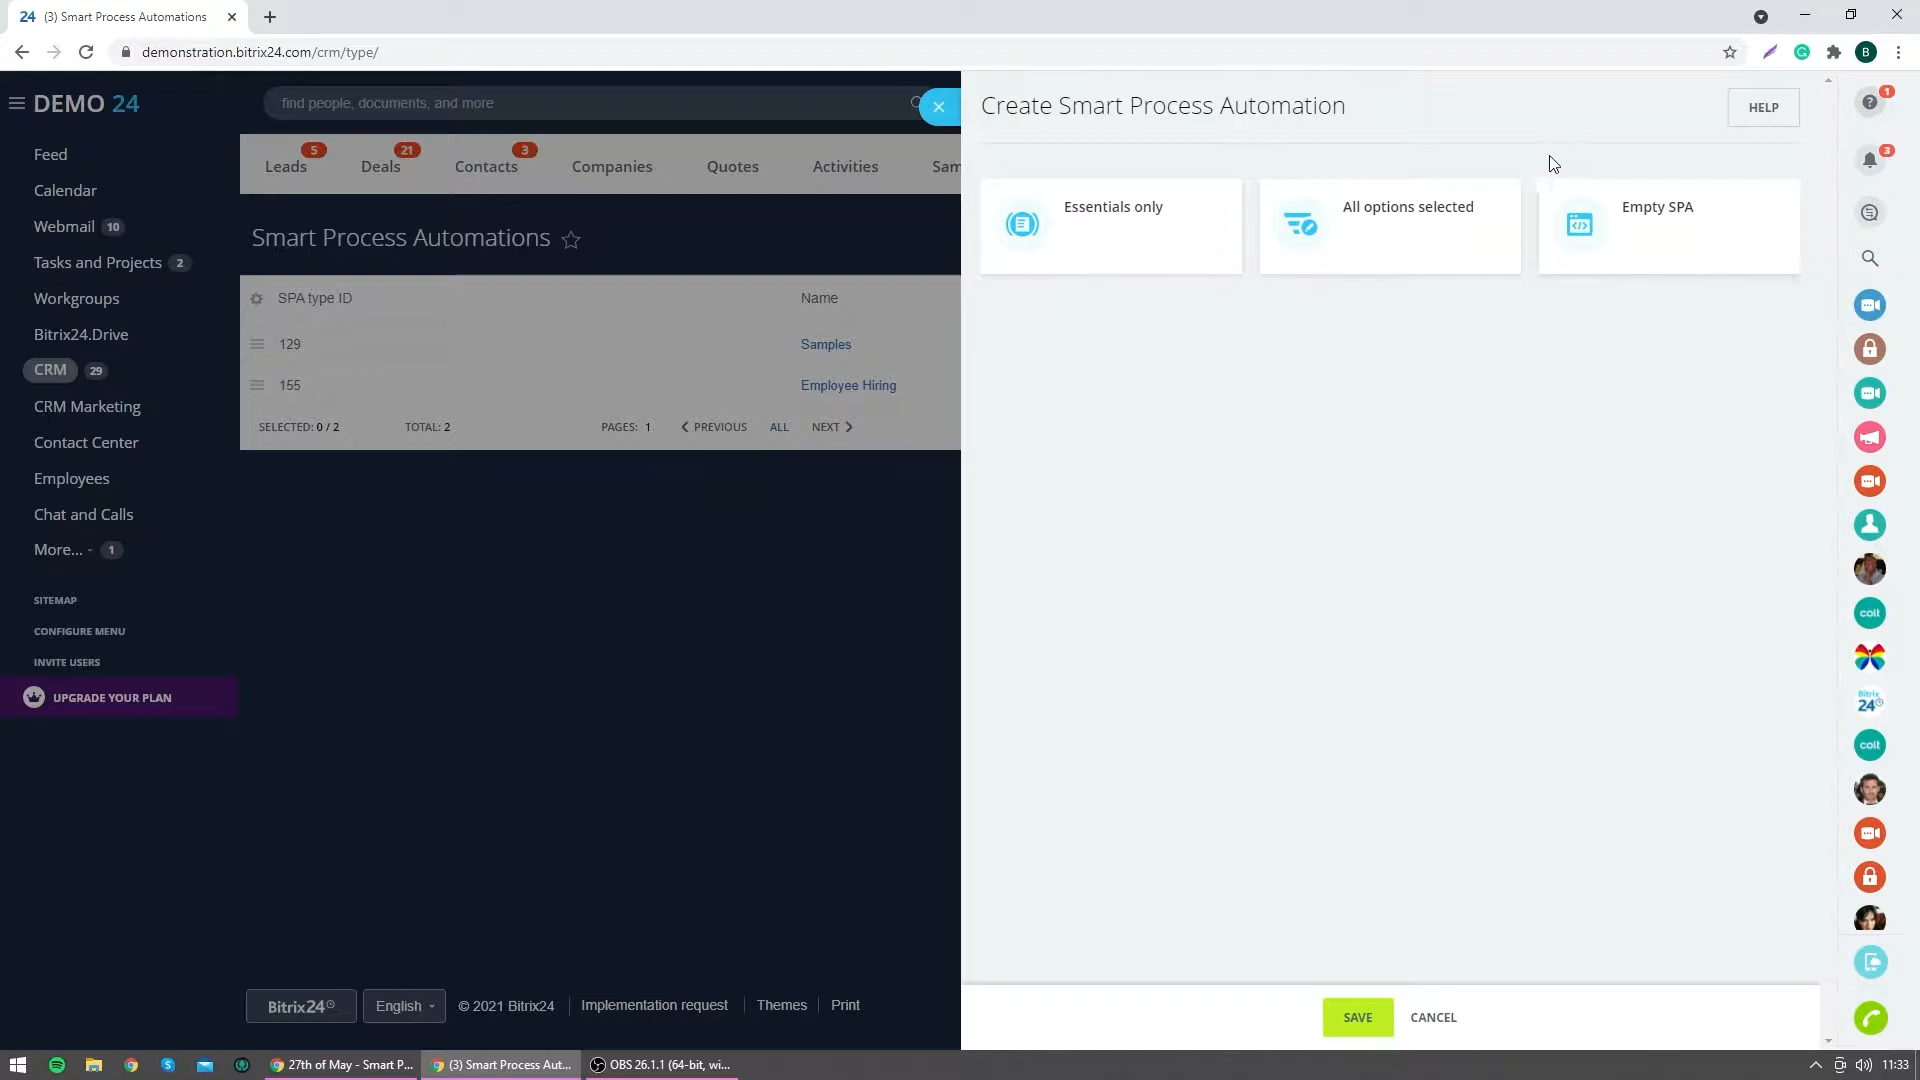 24 (3) Smart Process Automations
demonstration.bitrix24.com/crm/type/
B
DEMO 24
find people, documents, and more
Create Smart Process Automation
HELP
1
Feed
Calendar
Webmail 10
Tasks and Projects 2
Workgroups
Bitrix24.Drive
CRM 29
CRM Marketing
Contact Center
Employees
Chat and Calls
More... 1
SITEMAP
CONFIGURE MENU
INVITE USERS
UPGRADE YOUR PLAN
Leads 5
Deals 21
Contacts 3
Companies
Quotes
Activities
Sam
Smart Process Automations
SPA type ID Name
129 Samples
155 Employee Hiring
SELECTED: 0 / 2 TOTAL: 2 PAGES: 1 PREVIOUS ALL NEXT
Essentials only
All options selected
Empty SPA
3
colt
Bitrix
24
colt
Bitrix24
English
© 2021 Bitrix24
Implementation request
Themes
Print
SAVE
CANCEL
27th of May - Smart P...
(3) Smart Process Aut...
OBS 26.1.1 (64-bit, wi...
11:33